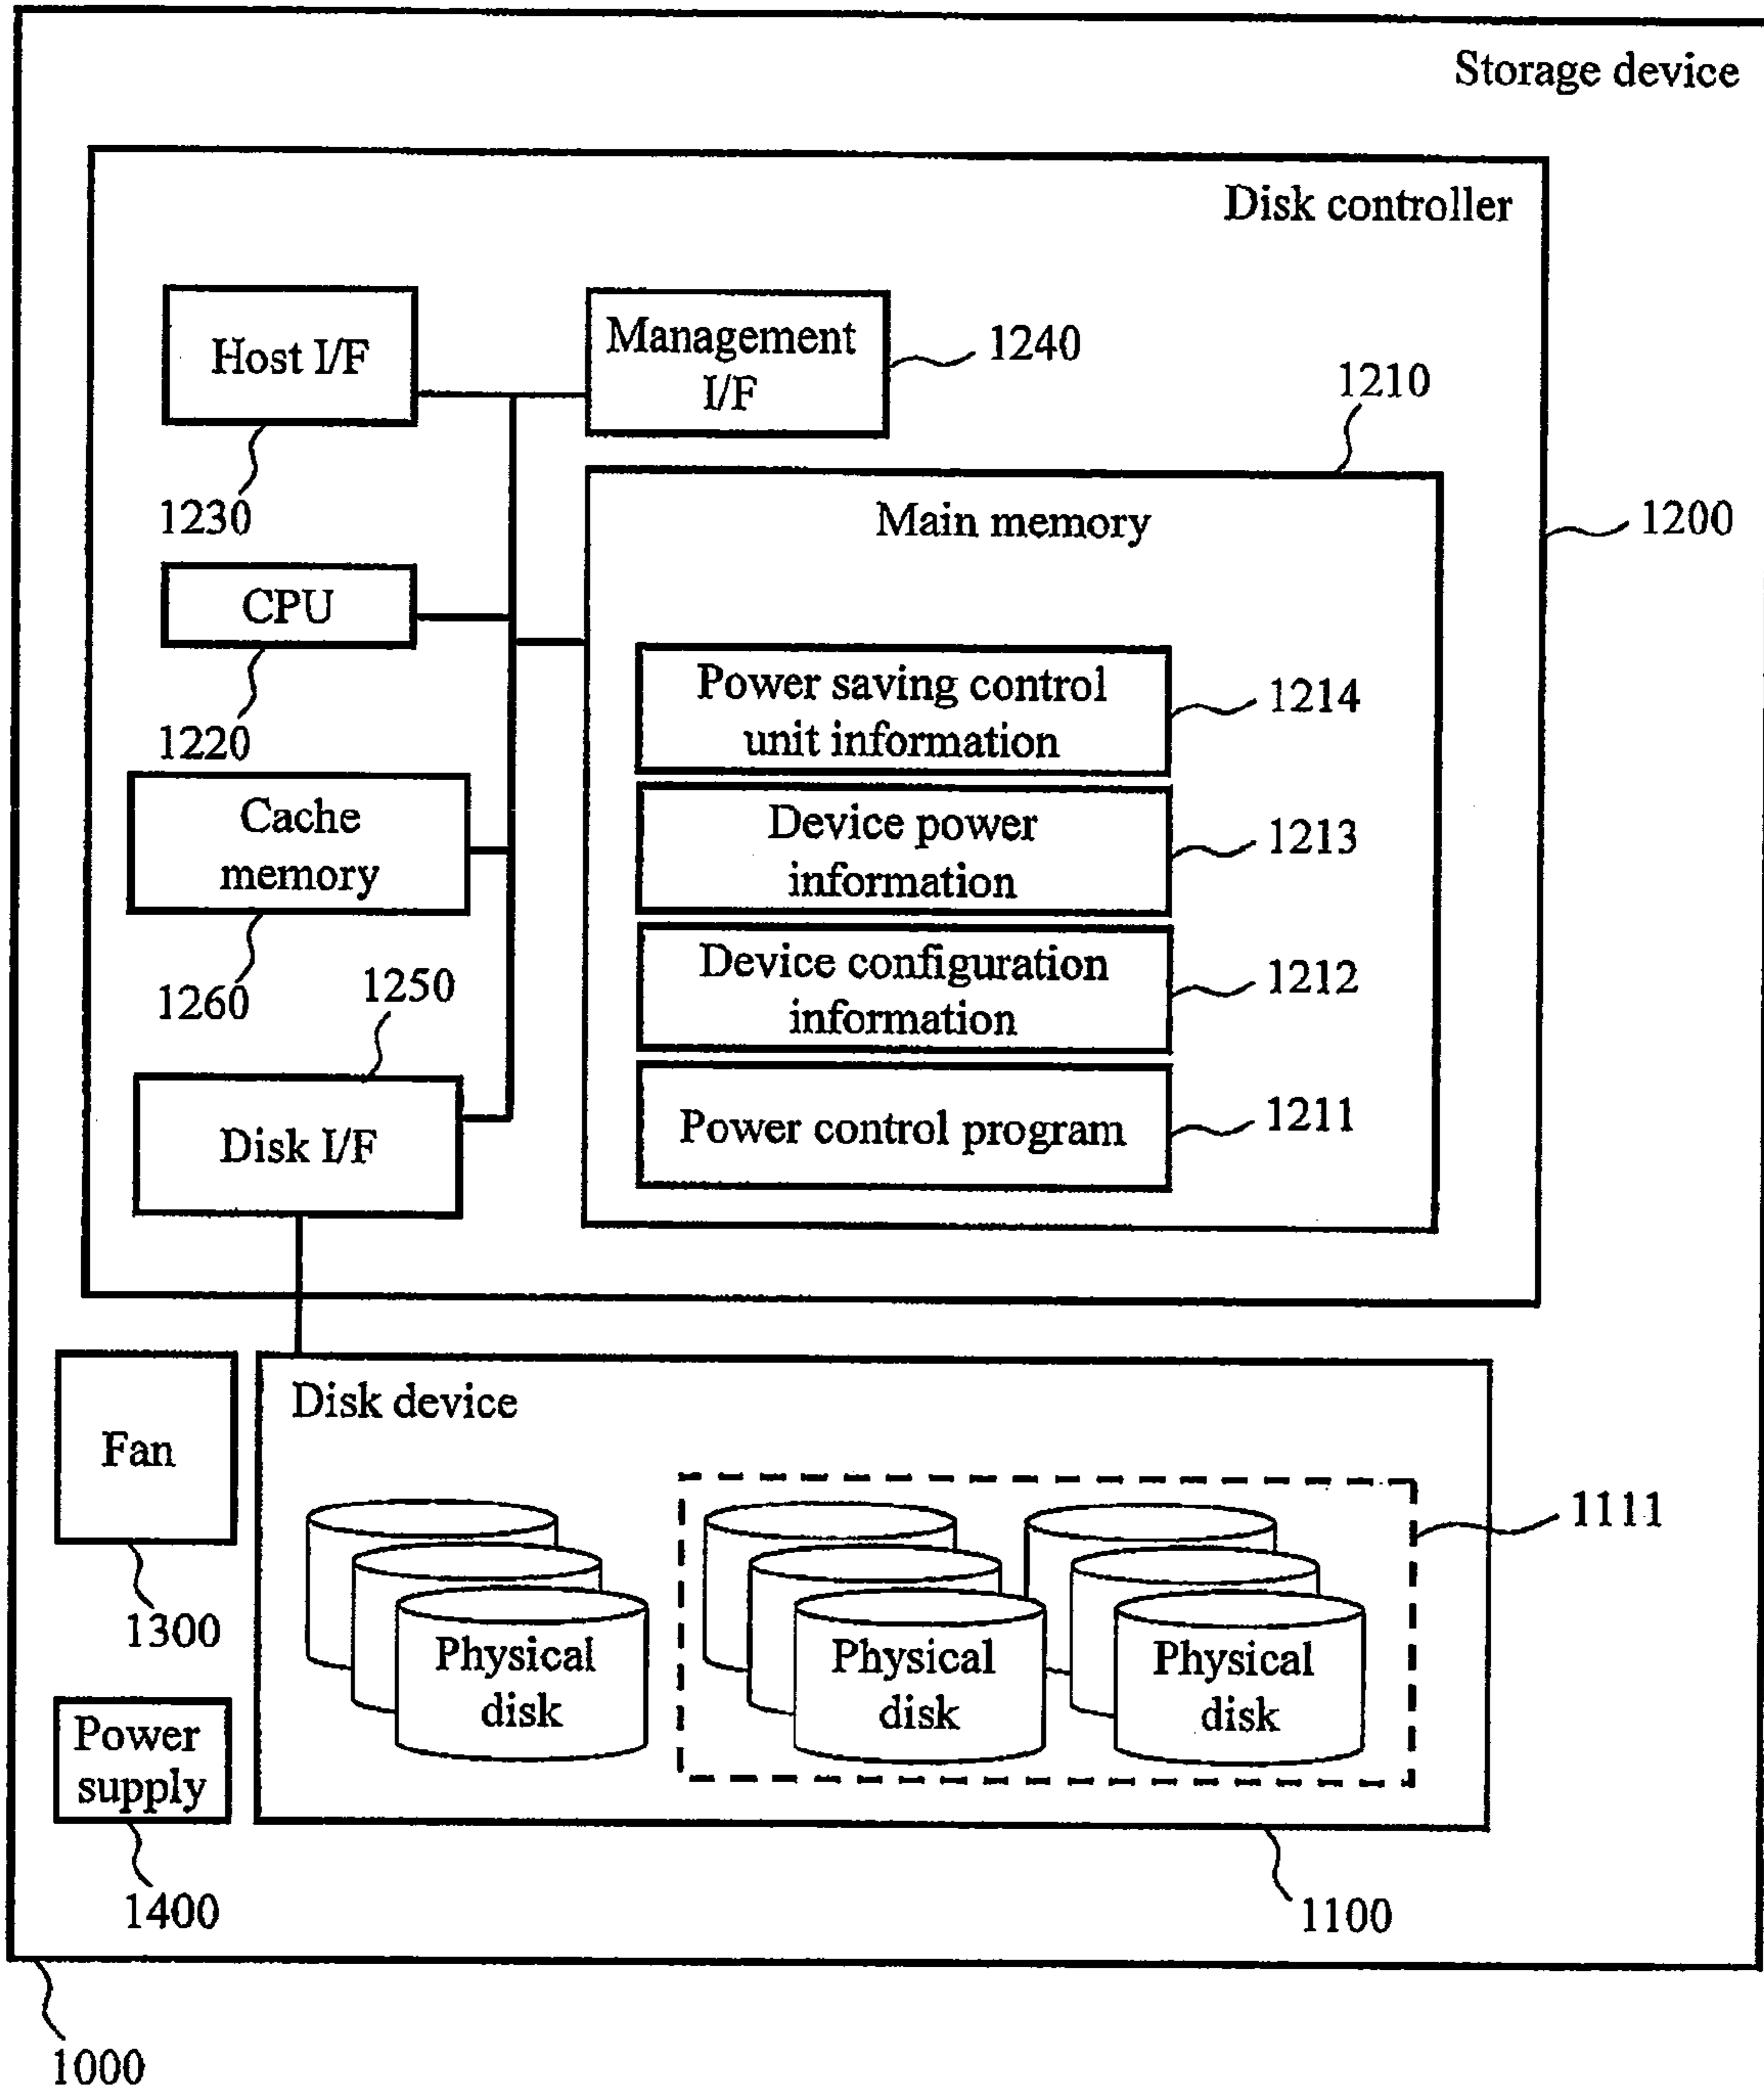 Storage device
Disk controller
Host I/F
Management
I/F
1240
1210
1230
Main memory
1200
CPU
1220
Power saving control
unit information
1214
Cache
memory
Device power
information
1213
1260
1250
Device configuration
information
1212
Disk I/F
Power control program
1211
Fan
Disk device
1111
1300
Physical
disk
Physical
disk
Physical
disk
Power
supply
1400
1100
1000